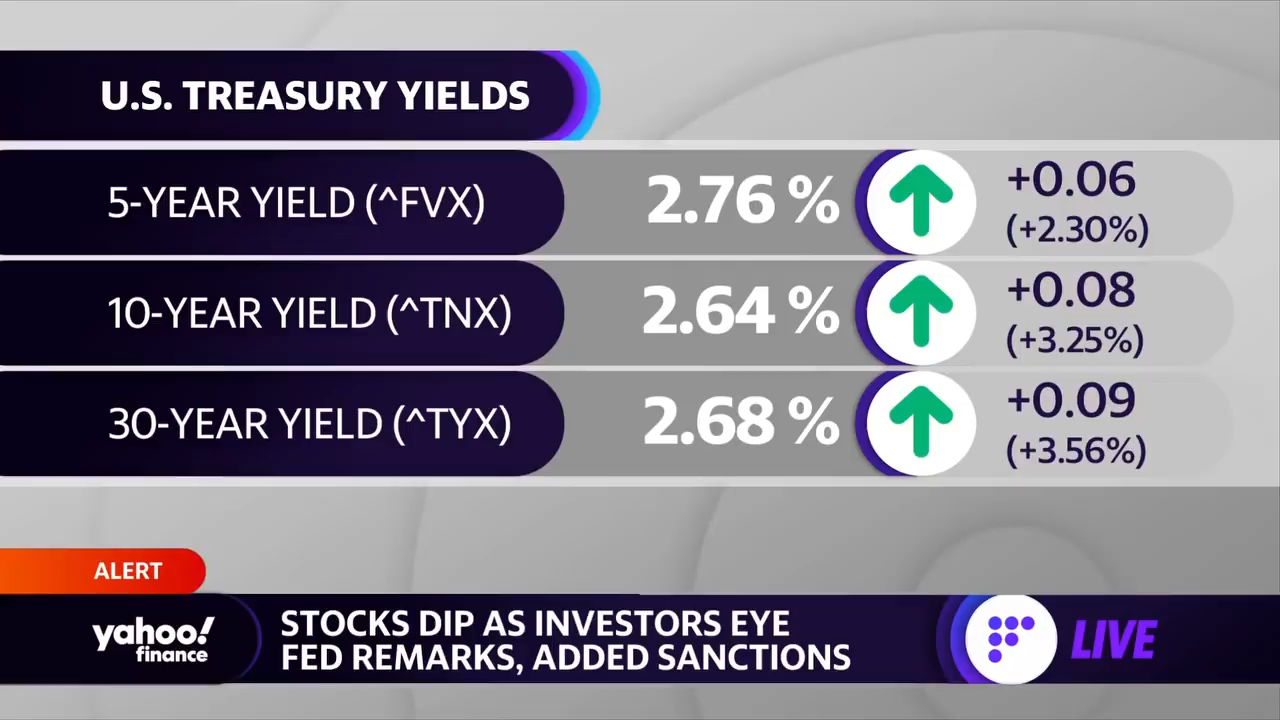 U.S. TREASURY YIELDS
5-YEAR YIELD (^FVX) 2.76 % +0.06
(+2.30%)
10-YEAR YIELD (^TNX) 2.64 % +0.08
(+3.25%)
30-YEAR YIELD (^TYX) 2.68 % +0.09
(+3.56%)
ALERT
yahoo!
finance
STOCKS DIP AS INVESTORS EYE
FED REMARKS, ADDED SANCTIONS
LIVE